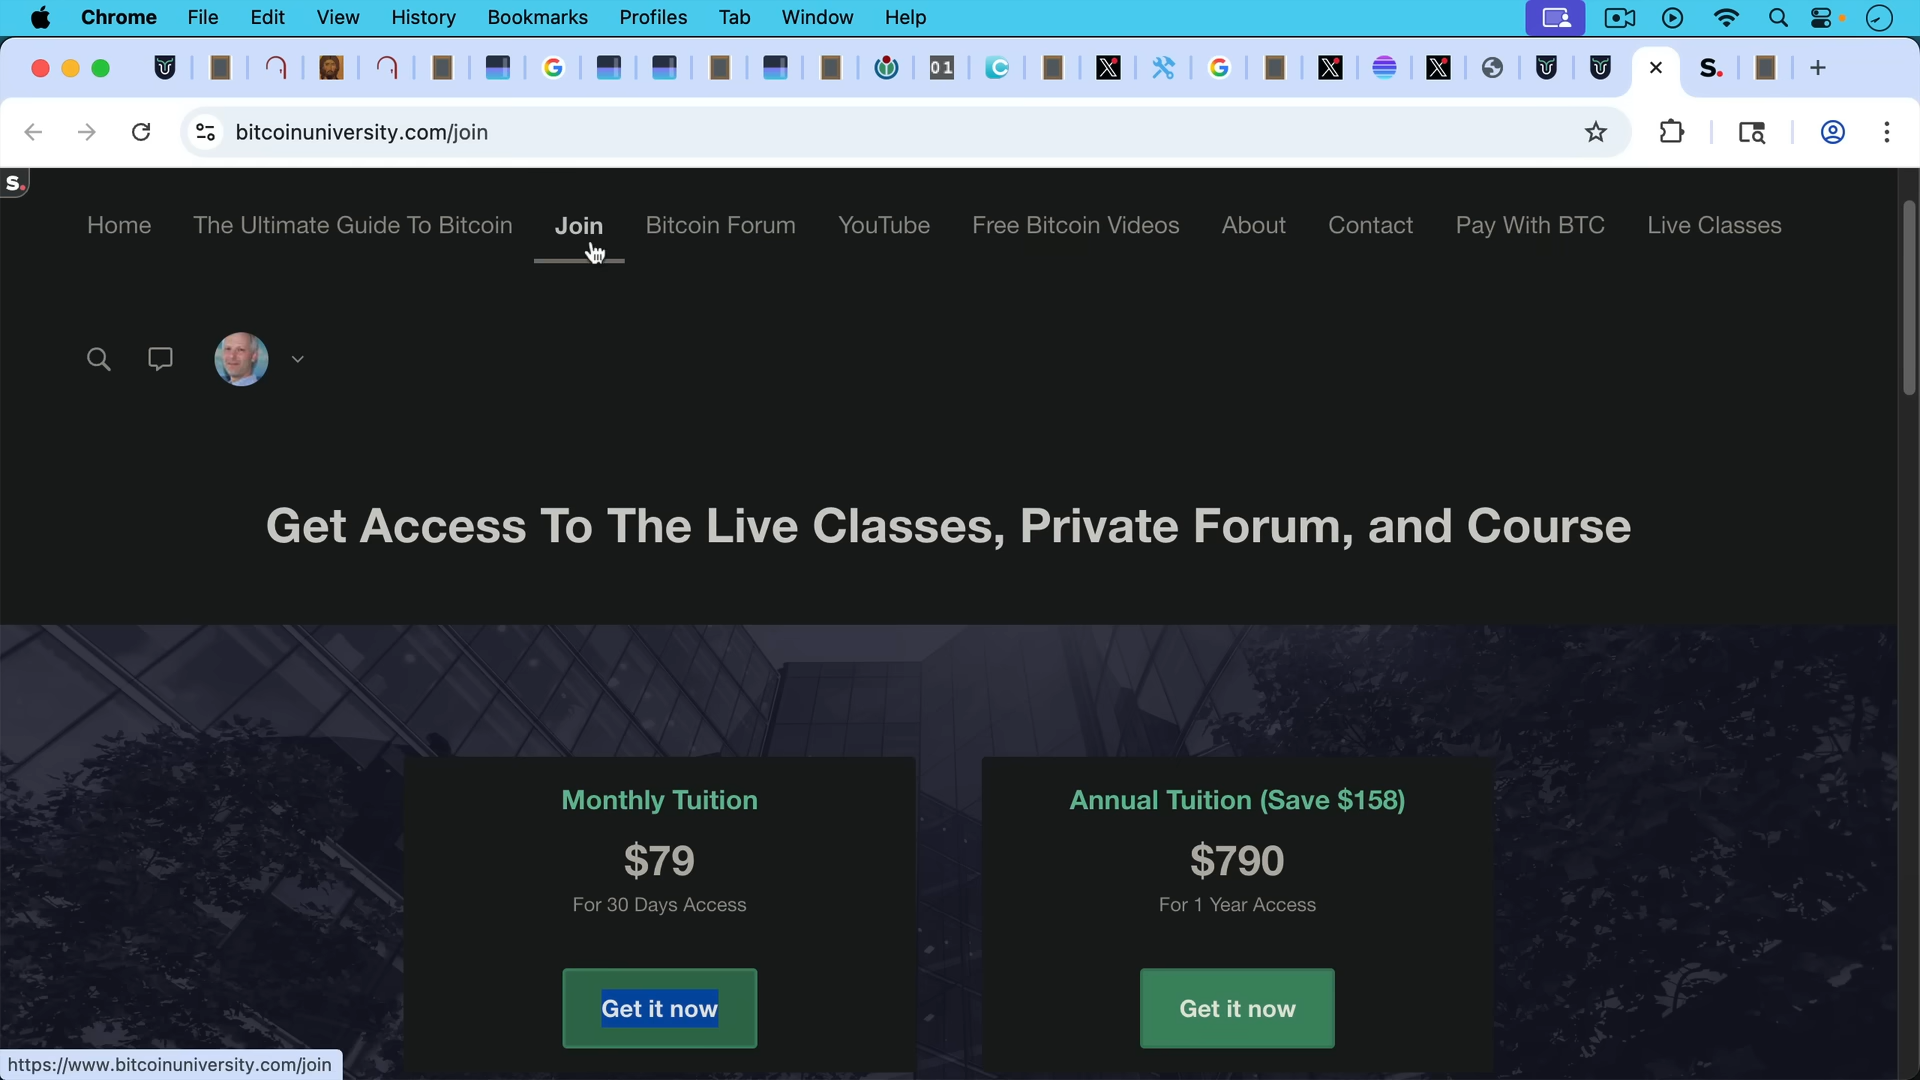 Chrome File Edit View History Bookmarks Profiles Tab Window Help
01
S.
bitcoinuniversity.com/join
s.
Home The Ultimate Guide To Bitcoin Join Bitcoin Forum YouTube Free Bitcoin Videos About Contact Pay With BTC Live Classes
Get Access To The Live Classes, Private Forum, and Course
Monthly Tuition
$79
For 30 Days Access
Get it now
Annual Tuition (Save $158)
$790
For 1 Year Access
Get it now
https://www.bitcoinuniversity.com/join